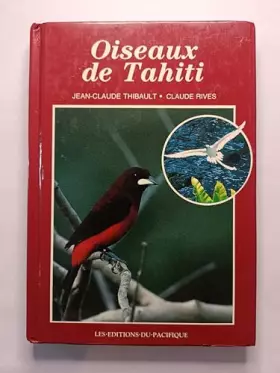 Oiseaux
de Tahiti
JEAN-CLAUDE THIBAULT • CLAUDE RIVES
LES·EDITIONS·DU·PACIFIQUE